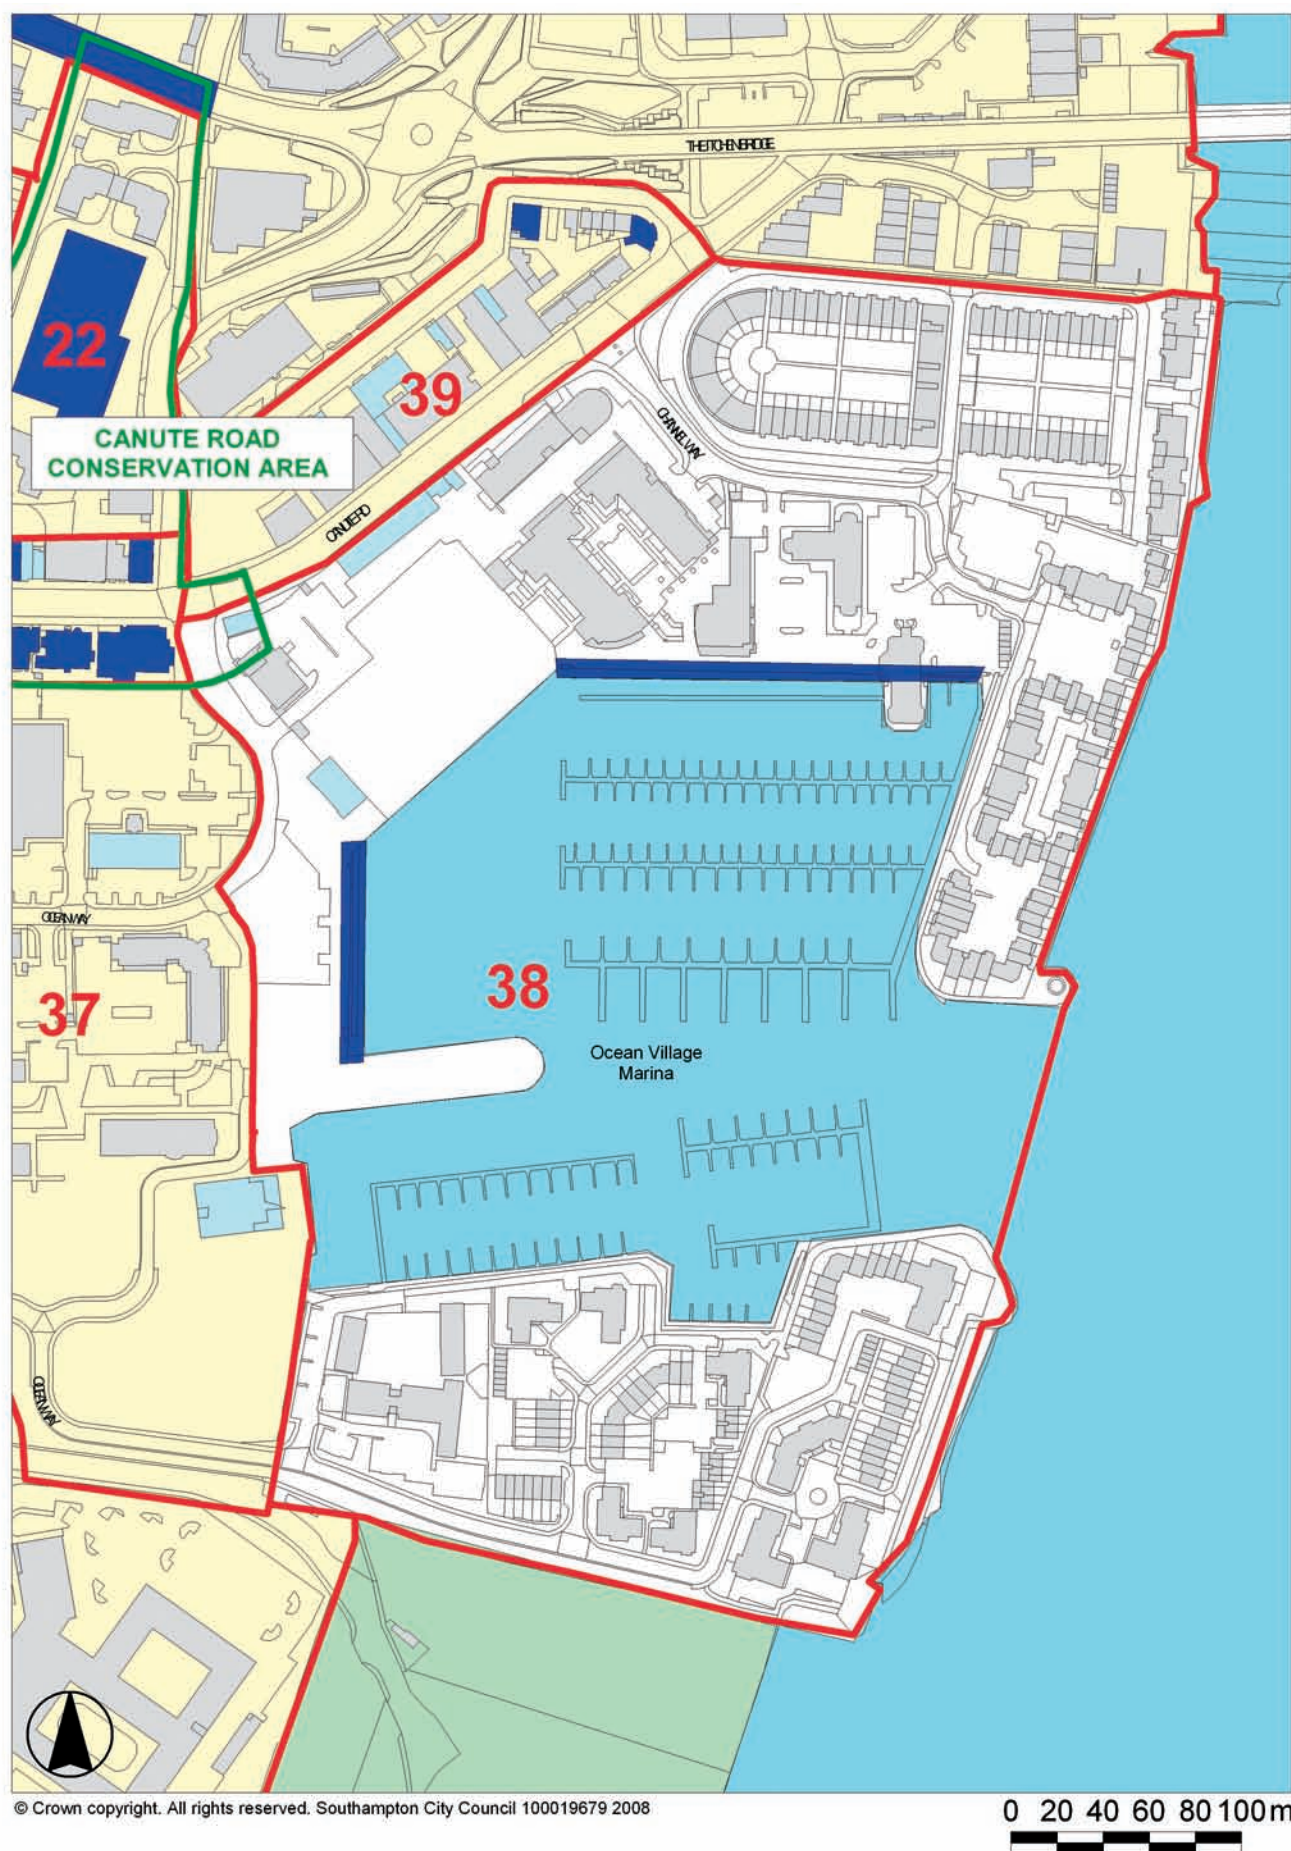 THE ITCHEN BRIDGE
22
39
CANUTE ROAD
CONSERVATION AREA
CHANNEL WAY
CANUTE RD
OCEAN WAY
38
37
Ocean Village
Marina
OCEAN WAY
© Crown copyright. All rights reserved. Southampton City Council 100019679 2008
0 20 40 60 80 100m